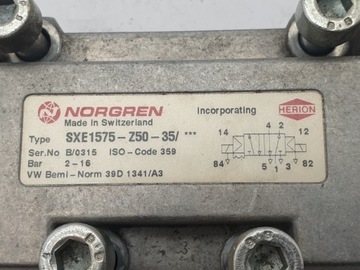 NORGREN
Made in Switzerland
Incorporating
HERION
Type SXE1575-Z50-35/ ***
Ser.No B/0315 ISO-Code 359
Bar 2-16
VW Bemi-Norm 39D 1341/A3
4 2
14 12
84 82
5 1 3